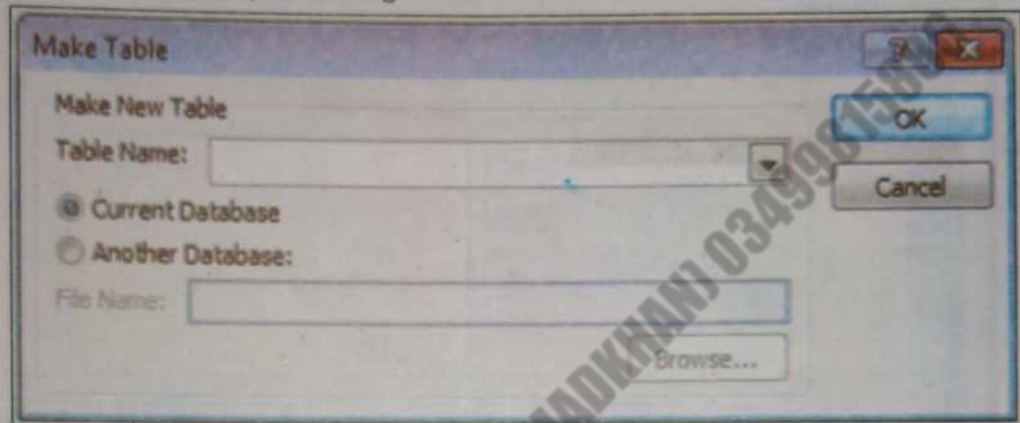 Make Table
Make New Table
Table Name:
OK
Cancel
Current Database
Another Database:
File Name:
Browse...